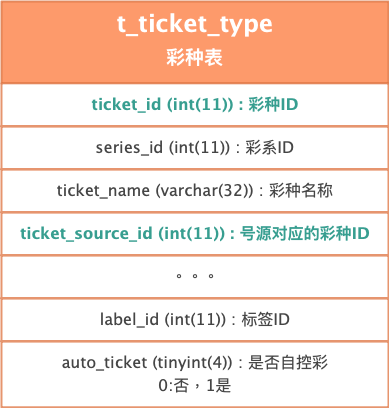 t_ticket_type
彩种表
ticket_id (int(11)) : 彩种ID
series_id (int(11)) : 彩系ID
ticket_name (varchar(32)) : 彩种名称
ticket_source_id (int(11)) : 号源对应的彩种ID
。。。
label_id (int(11)) : 标签ID
auto_ticket (tinyint(4)) : 是否自控彩
0:否，1是